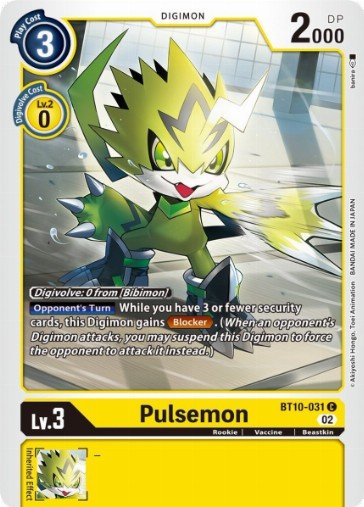 DIGIMON
Play Cost
3
2000
DP
Digivolve Cost
Lv.2
0
banira
Digivolve: 0 from [Bibimon]
Opponent's Turn While you have 3 or fewer security
cards, this Digimon gains Blocker. (When an opponent's
Digimon attacks, you may suspend this Digimon to force
the opponent to attack it instead.)
© Akiyoshi Hongo, Toei Animation BANDAI MADE IN JAPAN
Lv.3
Pulsemon
BT10-031 C
02
Rookie | Vaccine | Beastkin
Inherited Effect
—